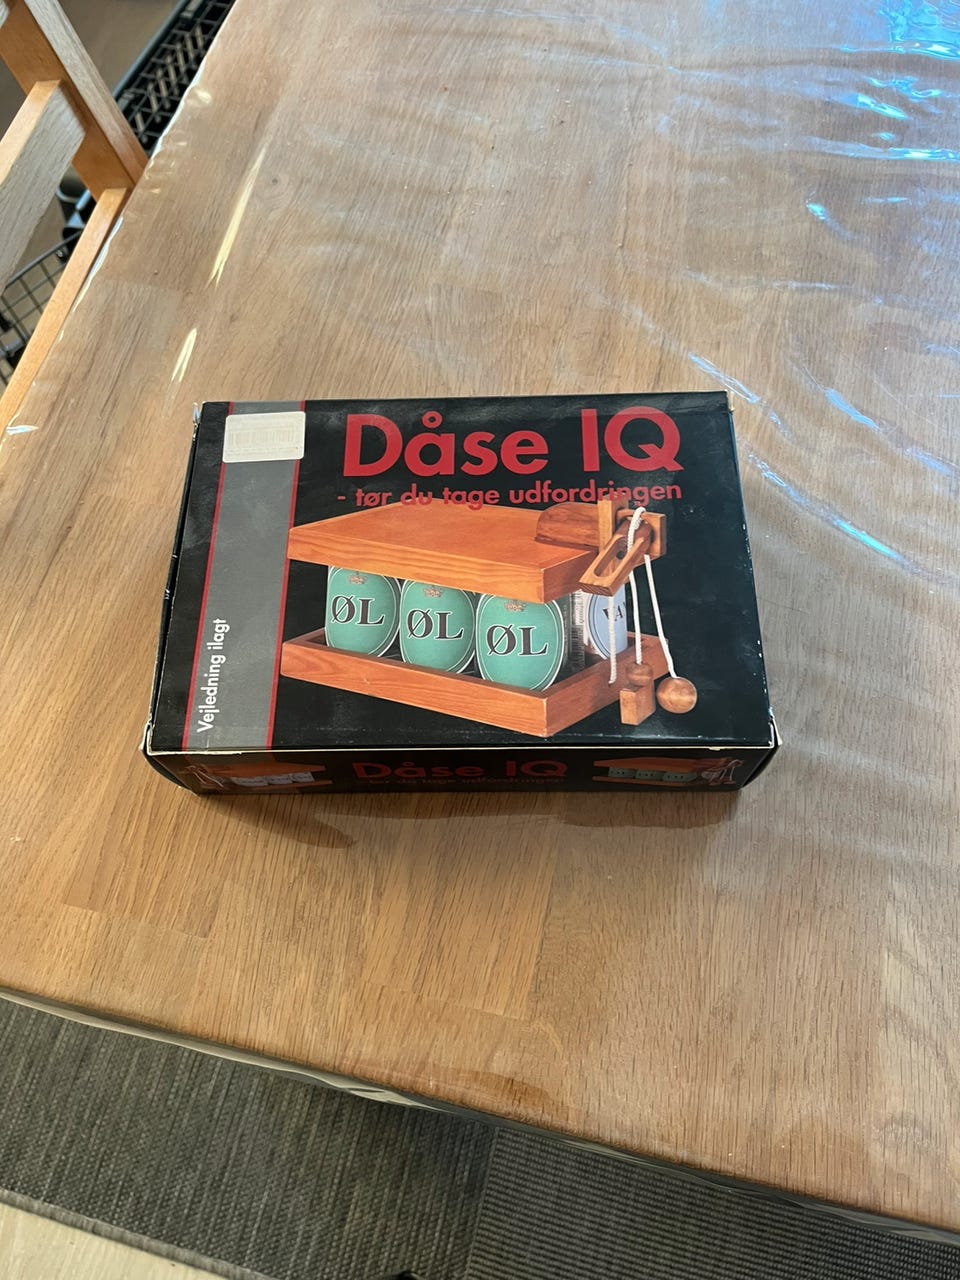 Dåse IQ
- tør du tage udfordringen
ØL
ØL
ØL
Vejledning ilagt
Dåse IQ